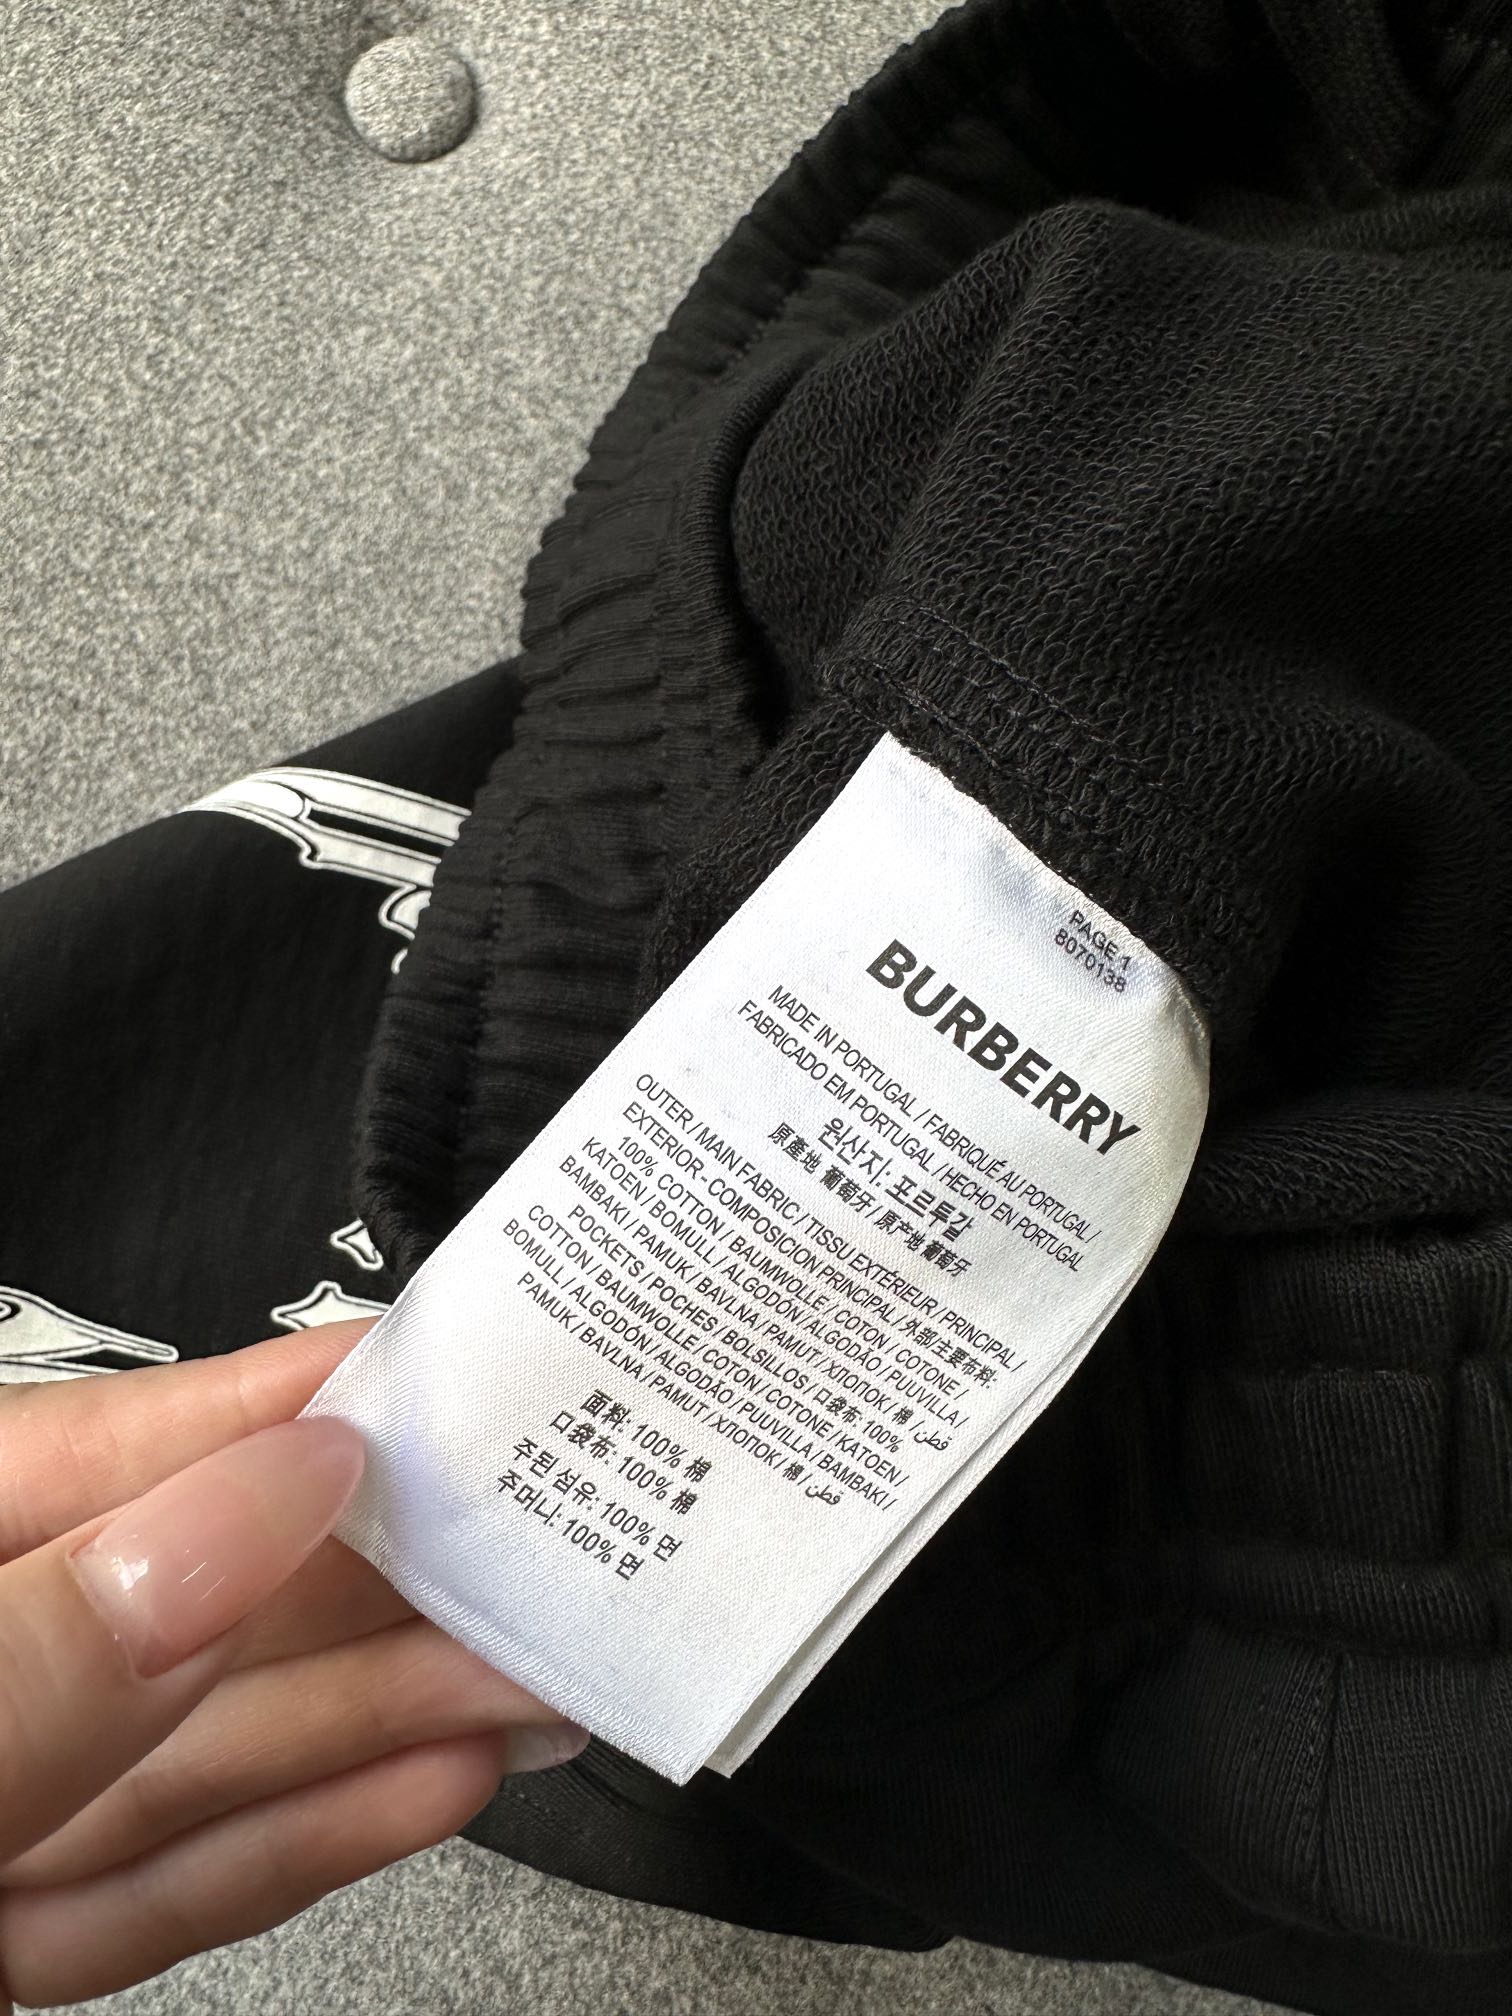 PAGE 1
8070138
BURBERRY
MADE IN PORTUGAL / FABRIQUÉ AU PORTUGAL /
FABRICADO EM PORTUGAL / HECHO EN PORTUGAL
원산지: 포르투갈
原產地 葡萄牙 / 原产地 葡萄牙
OUTER / MAIN FABRIC / TISSU EXTÉRIEUR / PRINCIPAL /
EXTERIOR - COMPOSICION PRINCIPAL / 外部/主要布料:
100% COTTON / BAUMWOLLE / COTON / COTONE /
KATOEN / BOMULL / ALGODÓN / ALGODÃO / PUUVILLA /
BAMBAKI / PAMUK / BAVLNA / PAMUT / ХЛОПОК / 棉 / قطن
POCKETS / POCHES / BOLSILLOS / 口袋布: 100%
COTTON / BAUMWOLLE / COTON / COTONE / KATOEN /
BOMULL / ALGODÓN / ALGODÃO / PUUVILLA / BAMBAKI /
PAMUK / BAVLNA / PAMUT / ХЛОПОК / 棉 / قطن
面料: 100% 棉
口袋布: 100% 棉
주된 섬유: 100% 면
주머니: 100% 면